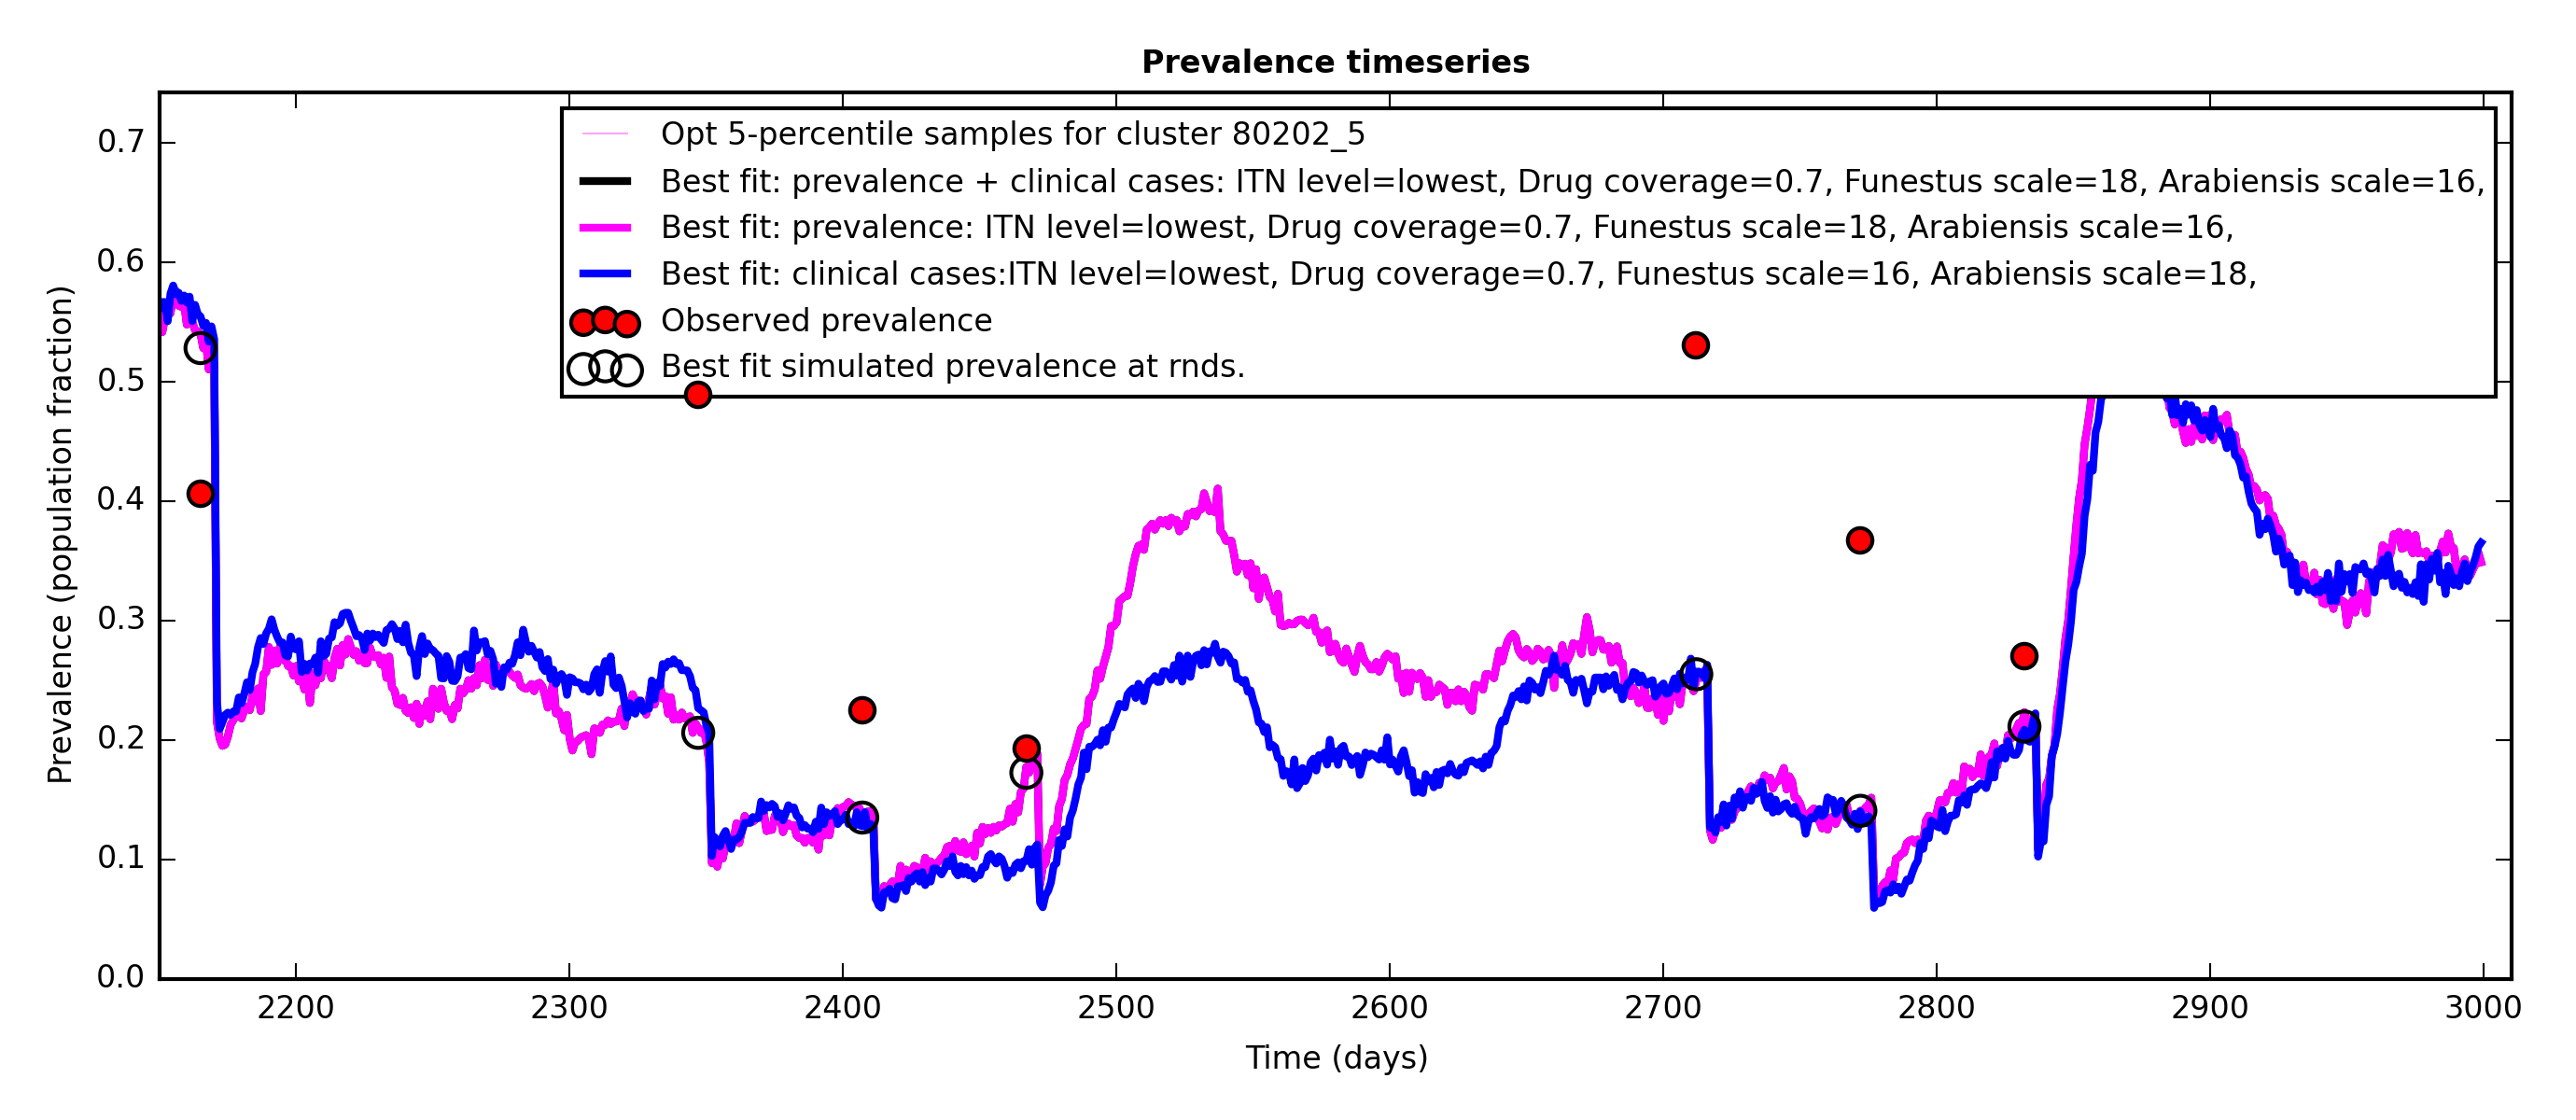 Prevalence timeseries
Opt 5-percentile samples for cluster 80202_5
Best fit: prevalence + clinical cases: ITN level=lowest, Drug coverage=0.7, Funestus scale=18, Arabiensis scale=16,
Best fit: prevalence: ITN level=lowest, Drug coverage=0.7, Funestus scale=18, Arabiensis scale=16,
Best fit: clinical cases:ITN level=lowest, Drug coverage=0.7, Funestus scale=16, Arabiensis scale=18,
Observed prevalence
Best fit simulated prevalence at rnds.
Prevalence (population fraction)
0.7
0.6
0.5
0.4
0.3
0.2
0.1
0.0
2200 2300 2400 2500 2600 2700 2800 2900 3000
Time (days)